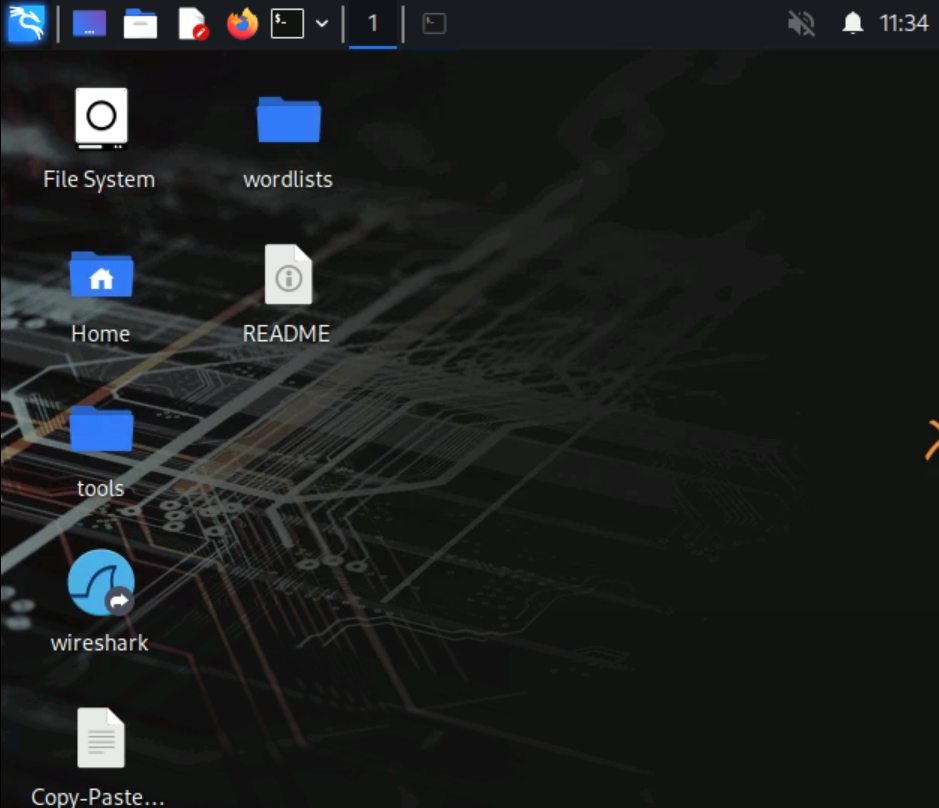 $_
1
$_
11:34
File System
wordlists
Home
README
tools
wireshark
Copy-Paste...